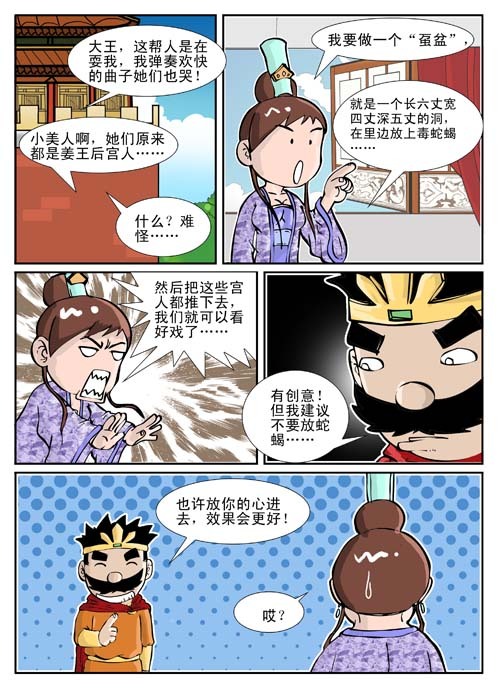 大王，这帮人是在
耍我，我弹奏欢快
的曲子她们也哭！
小美人啊，她们原来
都是姜王后宫人……
什么？难
怪……
我要做一个“虿盆”，
就是一个长六丈宽
四丈深五丈的洞，
在里边放上毒蛇蝎
……
然后把这些宫
人都推下去，
我们就可以看
好戏了……
有创意！
但我建议
不要放蛇
蝎……
也许放你的心进
去，效果会更好！
哎？